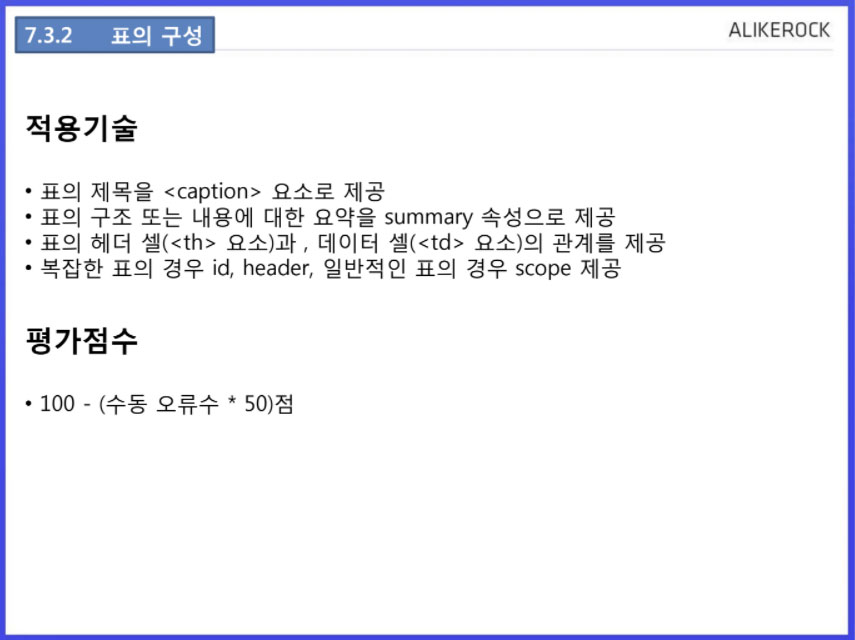 7.3.2 표의 구성
ALIKEROCK
적용기술
• 표의 제목을 <caption> 요소로 제공
• 표의 구조 또는 내용에 대한 요약을 summary 속성으로 제공
• 표의 헤더 셀(<th> 요소)과 , 데이터 셀(<td> 요소)의 관계를 제공
• 복잡한 표의 경우 id, header, 일반적인 표의 경우 scope 제공
평가점수
• 100 - (수동 오류수 * 50)점